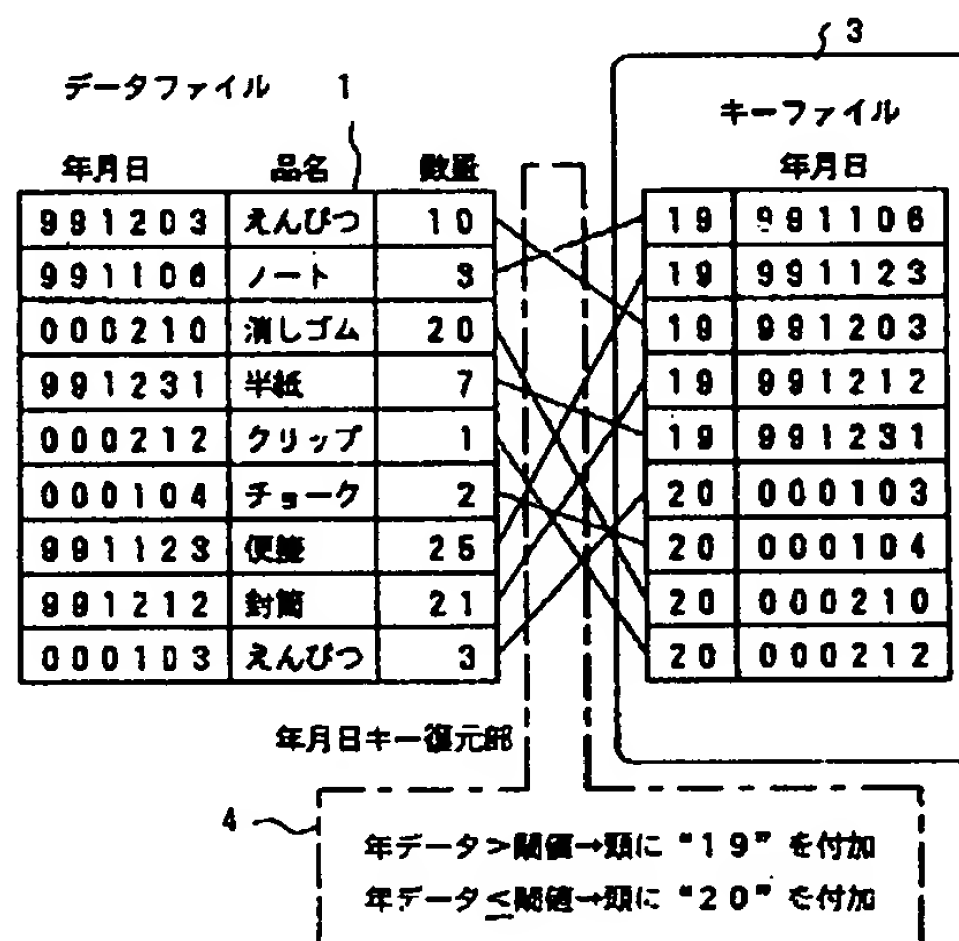 3
データファイル 1
キーファイル
年月日 品名 数量
年月日
991203 えんぴつ 10
19 991106
991106 ノート 3
19 991123
000210 消しゴム 20
19 991203
991231 半紙 7
19 991212
000212 クリップ 1
19 991231
000104 チョーク 2
20 000103
991123 便箋 25
20 000104
991212 封筒 21
20 000210
000103 えんぴつ 3
20 000212
年月日キー復元部
4
年データ>閾値→頭に“19”を付加
年データ≤閾値→頭に“20”を付加